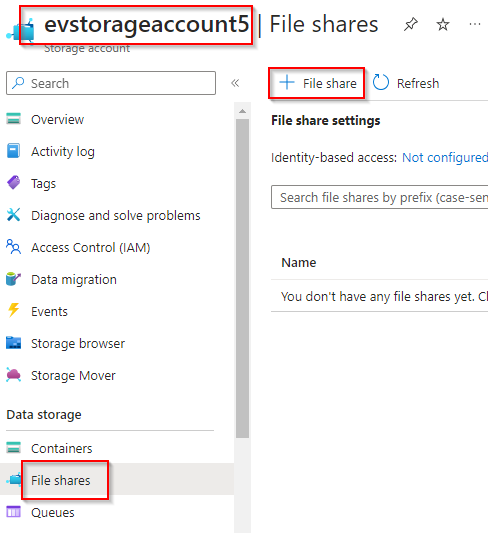 evstorageaccount5 | File shares
Storage account
Search
Overview
Activity log
Tags
Diagnose and solve problems
Access Control (IAM)
Data migration
Events
Storage browser
Storage Mover
Data storage
Containers
File shares
Queues
File share
Refresh
File share settings
Identity-based access: Not configured
Search file shares by prefix (case-sen
Name
You don't have any file shares yet. Cl